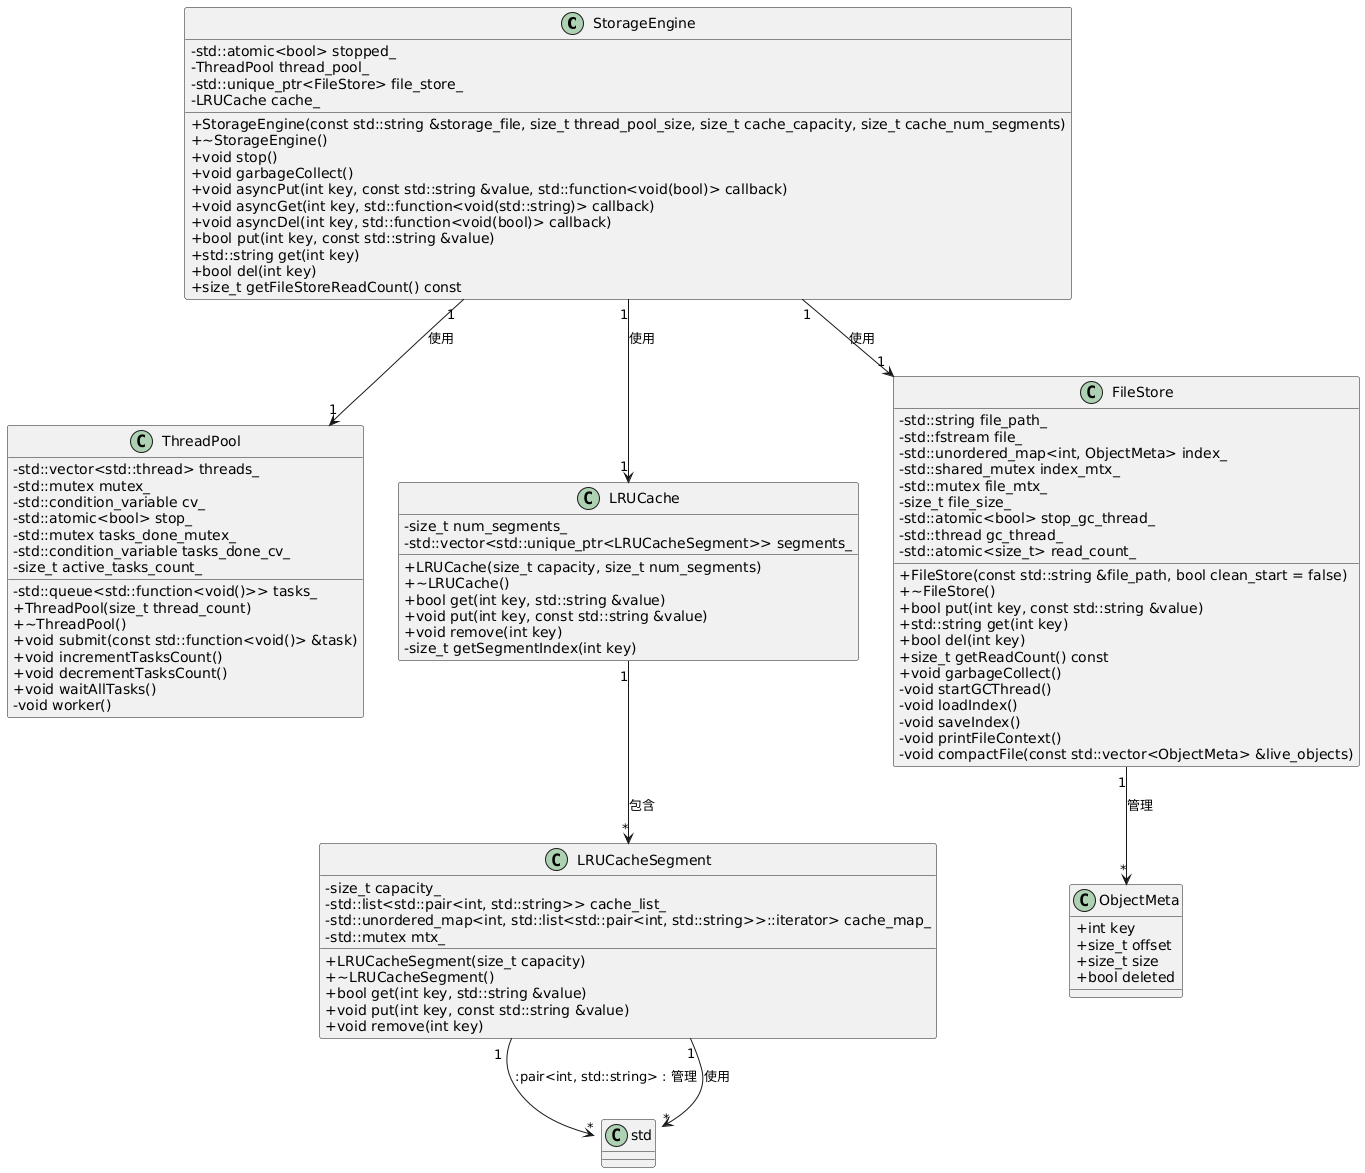 C StorageEngine
-std::atomic<bool> stopped_
-ThreadPool thread_pool_
-std::unique_ptr<FileStore> file_store_
-LRUCache cache_
+StorageEngine(const std::string &storage_file, size_t thread_pool_size, size_t cache_capacity, size_t cache_num_segments)
+~StorageEngine()
+void stop()
+void garbageCollect()
+void asyncPut(int key, const std::string &value, std::function<void(bool)> callback)
+void asyncGet(int key, std::function<void(std::string)> callback)
+void asyncDel(int key, std::function<void(bool)> callback)
+bool put(int key, const std::string &value)
+std::string get(int key)
+bool del(int key)
+size_t getFileStoreReadCount() const
1
使用
1
1
使用
1
1
使用
1
C ThreadPool
-std::vector<std::thread> threads_
-std::mutex mutex_
-std::condition_variable cv_
-std::atomic<bool> stop_
-std::mutex tasks_done_mutex_
-std::condition_variable tasks_done_cv_
-size_t active_tasks_count_
-std::queue<std::function<void()>> tasks_
+ThreadPool(size_t thread_count)
+~ThreadPool()
+void submit(const std::function<void()> &task)
+void incrementTasksCount()
+void decrementTasksCount()
+void waitAllTasks()
-void worker()
C LRUCache
-size_t num_segments_
-std::vector<std::unique_ptr<LRUCacheSegment>> segments_
+LRUCache(size_t capacity, size_t num_segments)
+~LRUCache()
+bool get(int key, std::string &value)
+void put(int key, const std::string &value)
+void remove(int key)
-size_t getSegmentIndex(int key)
C FileStore
-std::string file_path_
-std::fstream file_
-std::unordered_map<int, ObjectMeta> index_
-std::shared_mutex index_mtx_
-std::mutex file_mtx_
-size_t file_size_
-std::atomic<bool> stop_gc_thread_
-std::thread gc_thread_
-std::atomic<size_t> read_count_
+FileStore(const std::string &file_path, bool clean_start = false)
+~FileStore()
+bool put(int key, const std::string &value)
+std::string get(int key)
+bool del(int key)
+size_t getReadCount() const
+void garbageCollect()
-void startGCThread()
-void loadIndex()
-void saveIndex()
-void printFileContext()
-void compactFile(const std::vector<ObjectMeta> &live_objects)
1
包含
*
1
管理
*
C LRUCacheSegment
-size_t capacity_
-std::list<std::pair<int, std::string>> cache_list_
-std::unordered_map<int, std::list<std::pair<int, std::string>>::iterator> cache_map_
-std::mutex mtx_
+LRUCacheSegment(size_t capacity)
+~LRUCacheSegment()
+bool get(int key, std::string &value)
+void put(int key, const std::string &value)
+void remove(int key)
C ObjectMeta
+int key
+size_t offset
+size_t size
+bool deleted
1
:pair<int, std::string> : 管理
*
1
使用
*
C std